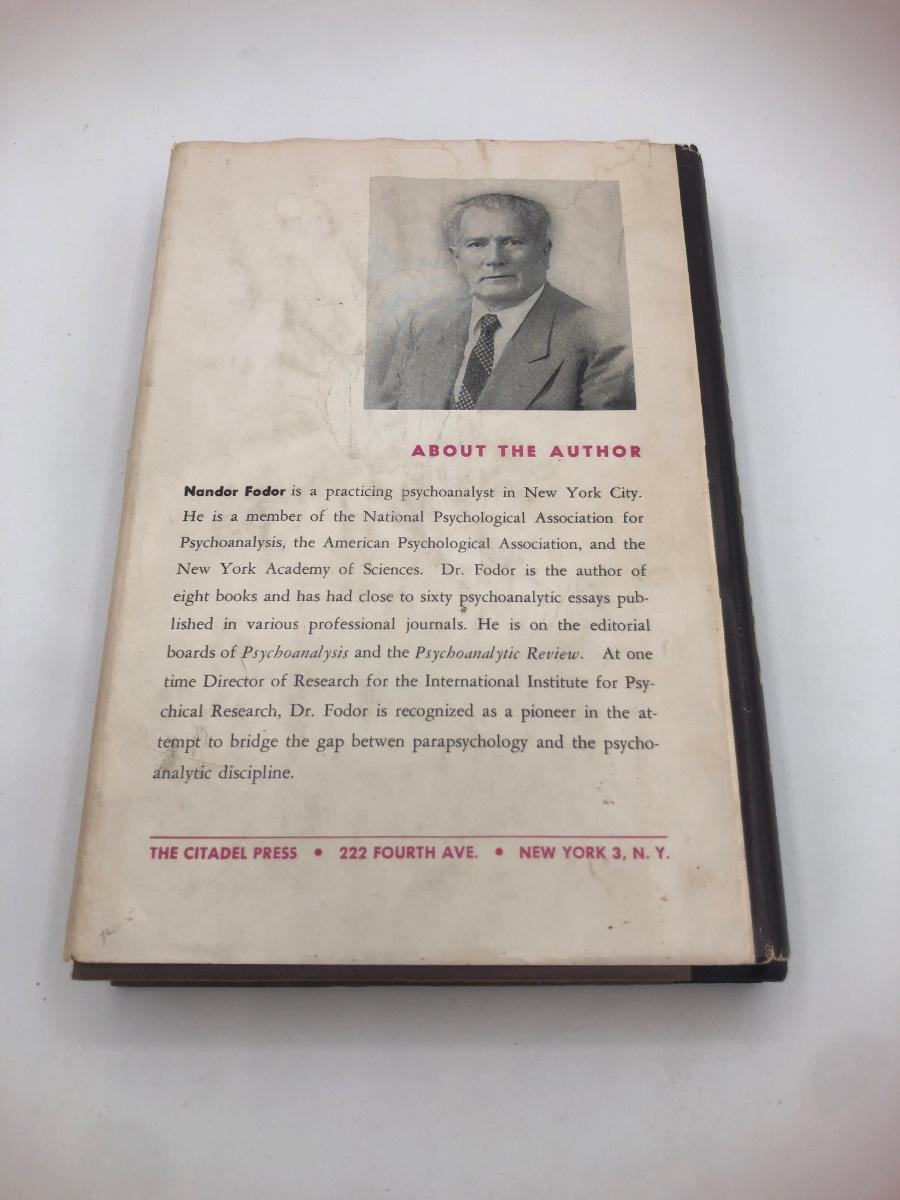 ABOUT THE AUTHOR
Nandor Fodor is a practicing psychoanalyst in New York City.
He is a member of the National Psychological Association for
Psychoanalysis, the American Psychological Association, and the
New York Academy of Sciences. Dr. Fodor is the author of
eight books and has had close to sixty psychoanalytic essays pub-
lished in various professional journals. He is on the editorial
boards of Psychoanalysis and the Psychoanalytic Review. At one
time Director of Research for the International Institute for Psy-
chical Research, Dr. Fodor is recognized as a pioneer in the at-
tempt to bridge the gap betwen parapsychology and the psycho-
analytic discipline.
THE CITADEL PRESS • 222 FOURTH AVE. • NEW YORK 3, N. Y.